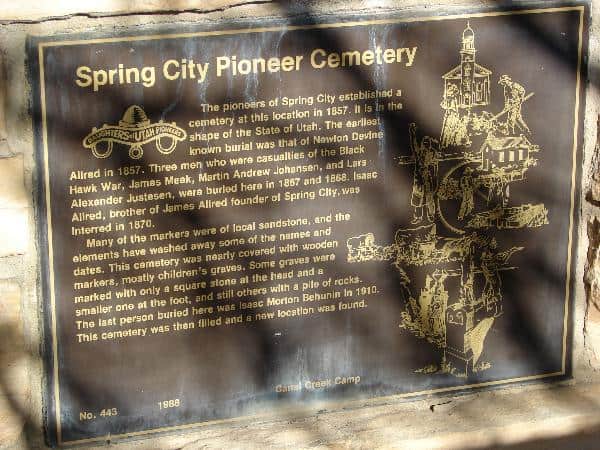 Spring City Pioneer Cemetery
DAUGHTERS OF UTAH PIONEERS
The pioneers of Spring City established a
cemetery at this location in 1857. It is in the
shape of the State of Utah. The earliest
known burial was that of Newton Devine
Allred in 1857. Three men who were casualties of the Black
Hawk War, James Meek, Martin Andrew Johansen, and Lars
Alexander Justesen, were buried here in 1867 and 1868. Isaac
Allred, brother of James Allred founder of Spring City, was
interred in 1870.
Many of the markers were of local sandstone, and the
elements have washed away some of the names and
dates. This cemetery was nearly covered with wooden
markers, mostly children's graves. Some graves were
marked with only a square stone at the head and a
smaller one at the foot, and still others with a pile of rocks.
The last person buried here was Isaac Morton Behunin in 1910.
This cemetery was then filled and a new location was found.
No. 443 1988 Canal Creek Camp